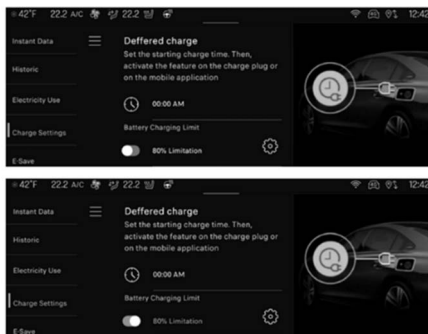 42°F 22.2 A/C 22.2 12:42
Instant Data
Historic
Electricity Use
Charge Settings
E-Save
Deffered charge
Set the starting charge time. Then,
activate the feature on the charge plug or
on the mobile application
00:00 AM
Battery Charging Limit
80% Limitation
42°F 22.2 A/C 22.2 12:42
Instant Data
Historic
Electricity Use
Charge Settings
E-Save
Deffered charge
Set the starting charge time. Then,
activate the feature on the charge plug or
on the mobile application
00:00 AM
Battery Charging Limit
80% Limitation